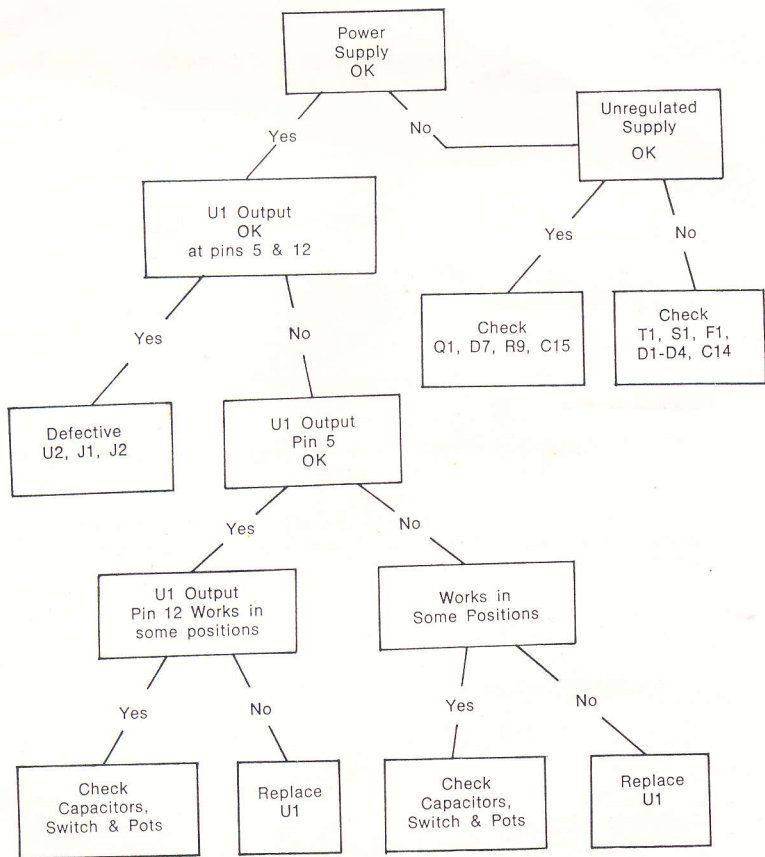 Power
Supply
OK
Yes
No
Unregulated
Supply
OK
U1 Output
OK
at pins 5 & 12
Yes
No
Yes
No
Check
Q1, D7, R9, C15
Check
T1, S1, F1,
D1-D4, C14
Defective
U2, J1, J2
U1 Output
Pin 5
OK
Yes
No
U1 Output
Pin 12 Works in
some positions
Works in
Some Positions
Yes
No
Yes
No
Check
Capacitors,
Switch & Pots
Replace
U1
Check
Capacitors,
Switch & Pots
Replace
U1